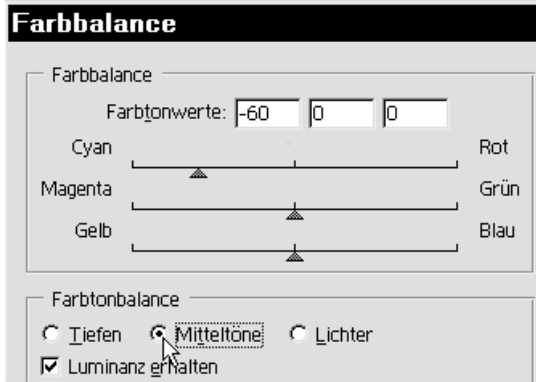 Farbbalance
Farbbalance
Farbtonwerte: -60 0 0
Cyan Rot
Magenta Grün
Gelb Blau
Farbtonbalance
Tiefen Mitteltöne Lichter
Luminanz erhalten